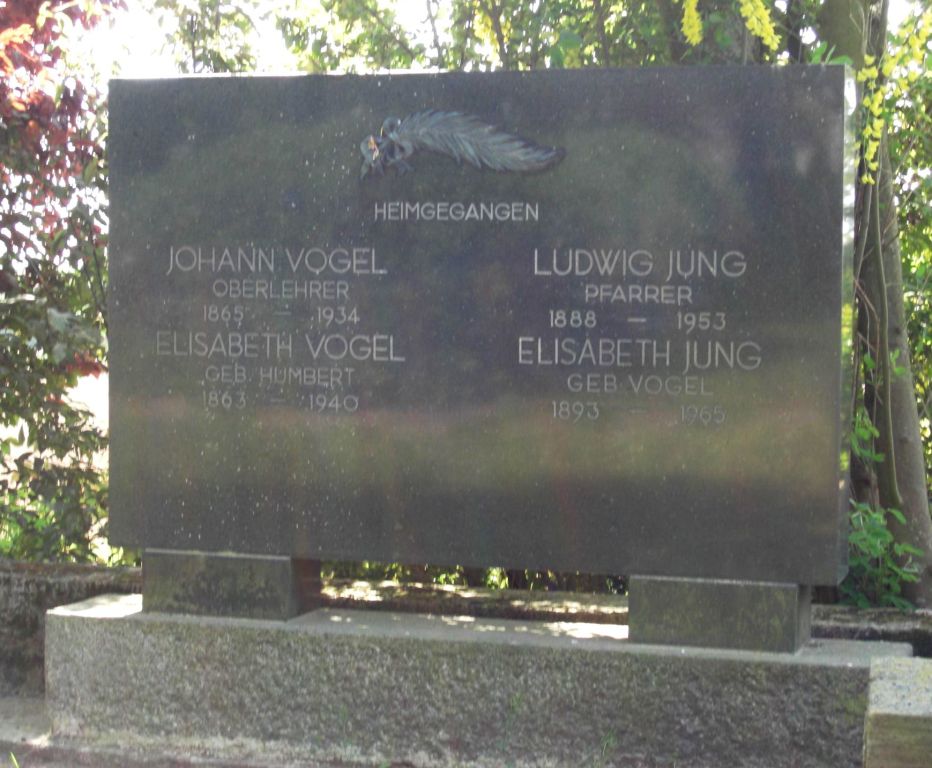 HEIMGEGANGEN
JOHANN VOGEL
OBERLEHRER
1865 – 1934
ELISABETH VOGEL
GEB. HUMBERT
1863 – 1940
LUDWIG JUNG
PFARRER
1888 – 1953
ELISABETH JUNG
GEB. VOGEL
1893 – 1965